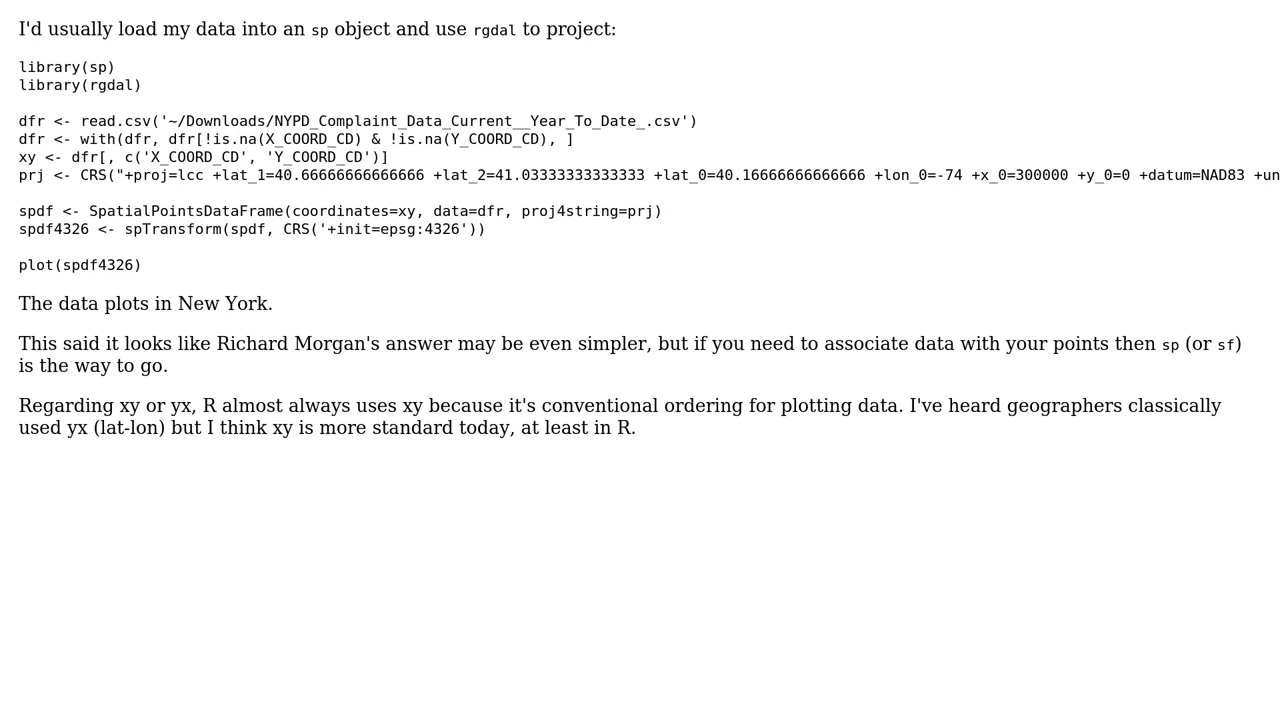 I'd usually load my data into an sp object and use rgdal to project:
library(sp)
library(rgdal)
dfr <- read.csv('~/Downloads/NYPD_Complaint_Data_Current__Year_To_Date_.csv')
dfr <- with(dfr, dfr[!is.na(X_COORD_CD) & !is.na(Y_COORD_CD), ]
xy <- dfr[, c('X_COORD_CD', 'Y_COORD_CD')]
prj <- CRS("+proj=lcc +lat_1=40.66666666666666 +lat_2=41.03333333333333 +lat_0=40.16666666666666 +lon_0=-74 +x_0=300000 +y_0=0 +datum=NAD83 +un
spdf <- SpatialPointsDataFrame(coordinates=xy, data=dfr, proj4string=prj)
spdf4326 <- spTransform(spdf, CRS('+init=epsg:4326'))
plot(spdf4326)
The data plots in New York.
This said it looks like Richard Morgan's answer may be even simpler, but if you need to associate data with your points then sp (or sf)
is the way to go.
Regarding xy or yx, R almost always uses xy because it's conventional ordering for plotting data. I've heard geographers classically
used yx (lat-lon) but I think xy is more standard today, at least in R.